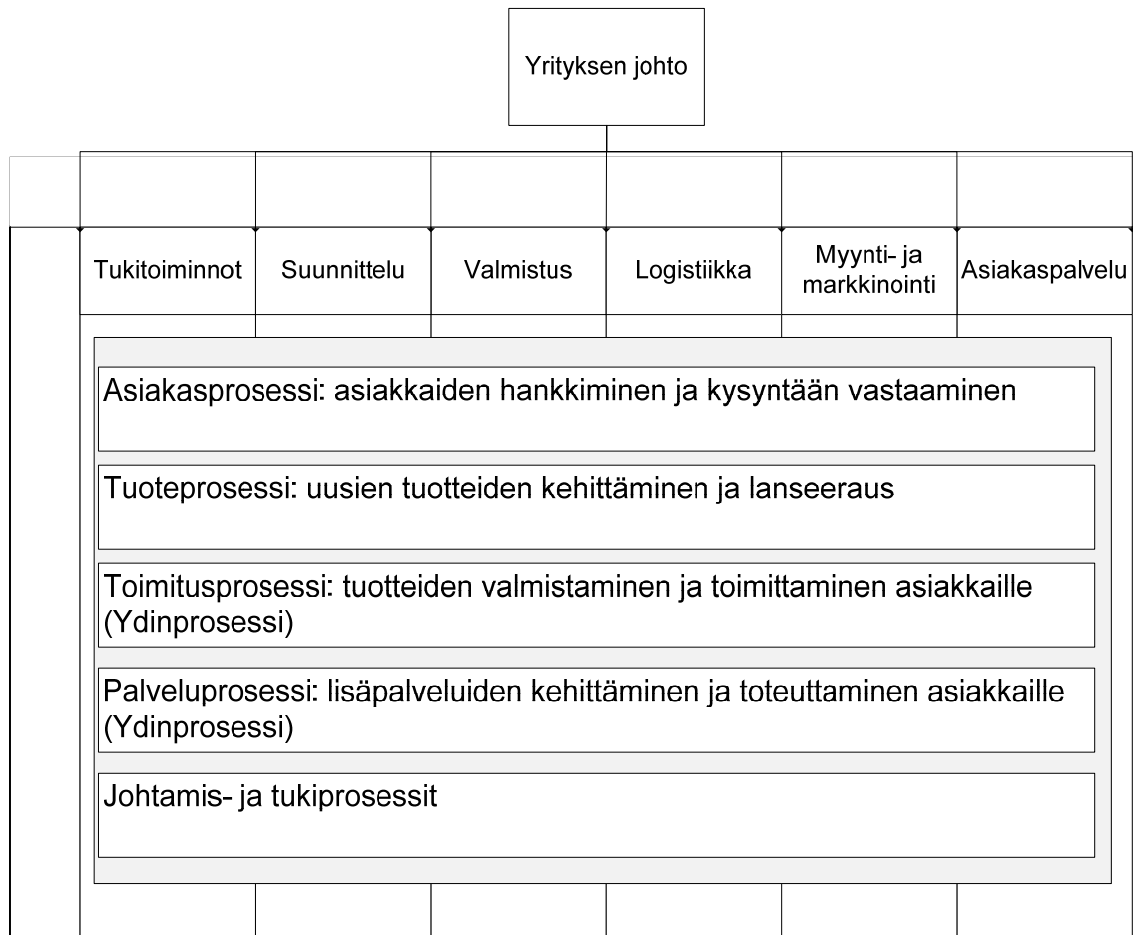 Yrityksen johto
Tukitoiminnot
Suunnittelu
Valmistus
Logistiikka
Myynti- ja
markkinointi
Asiakaspalvelu
Asiakasprosessi: asiakkaiden hankkiminen ja kysyntään vastaaminen
Tuoteprosessi: uusien tuotteiden kehittäminen ja lanseeraus
Toimitusprosessi: tuotteiden valmistaminen ja toimittaminen asiakkaille
(Ydinprosessi)
Palveluprosessi: lisäpalveluiden kehittäminen ja toteuttaminen asiakkaille
(Ydinprosessi)
Johtamis- ja tukiprosessit